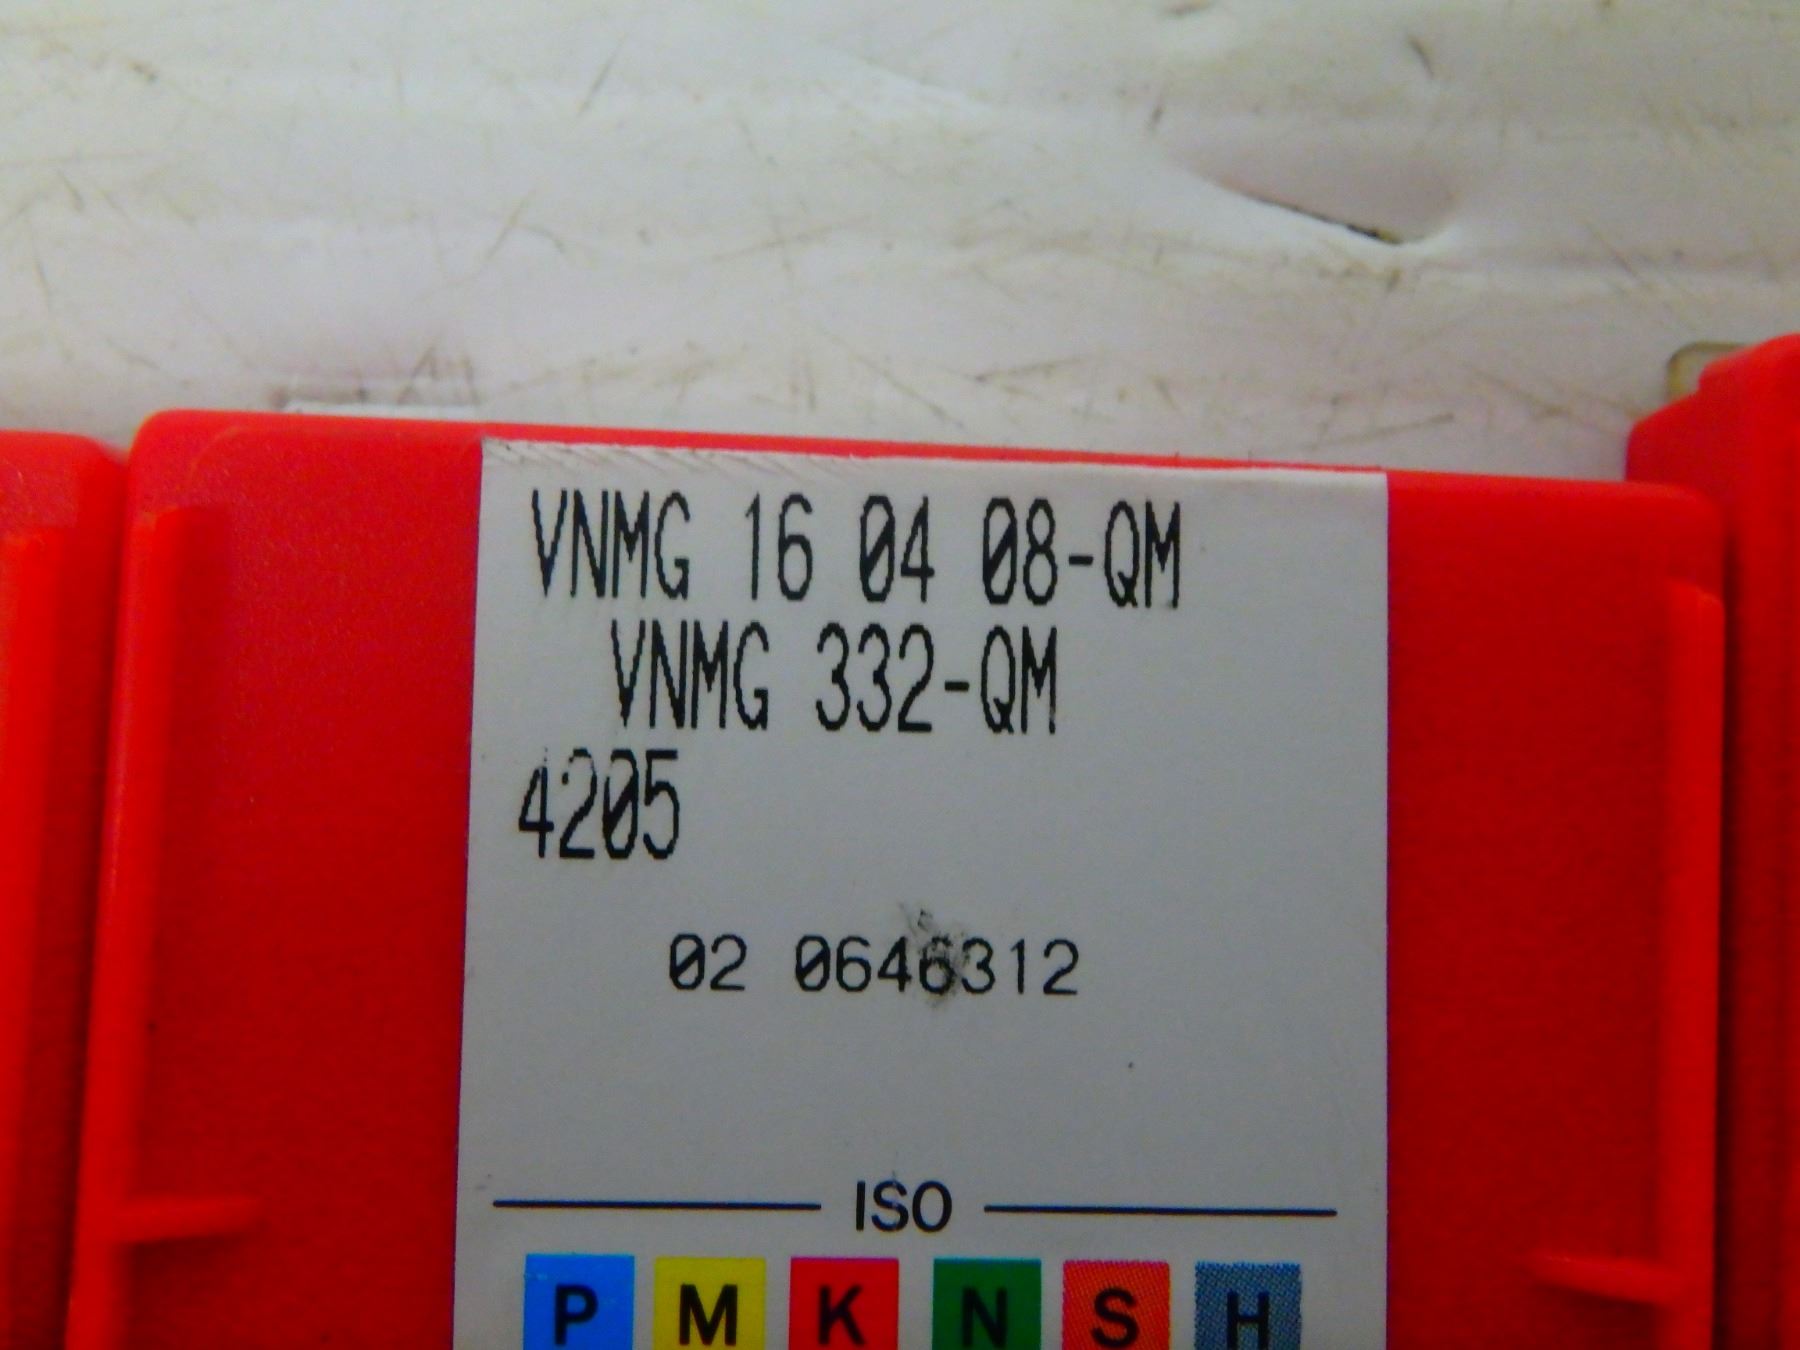 VNMG 16 04 08-QM
VNMG 332-QM
4205
02 0646312
ISO
P M K N S H